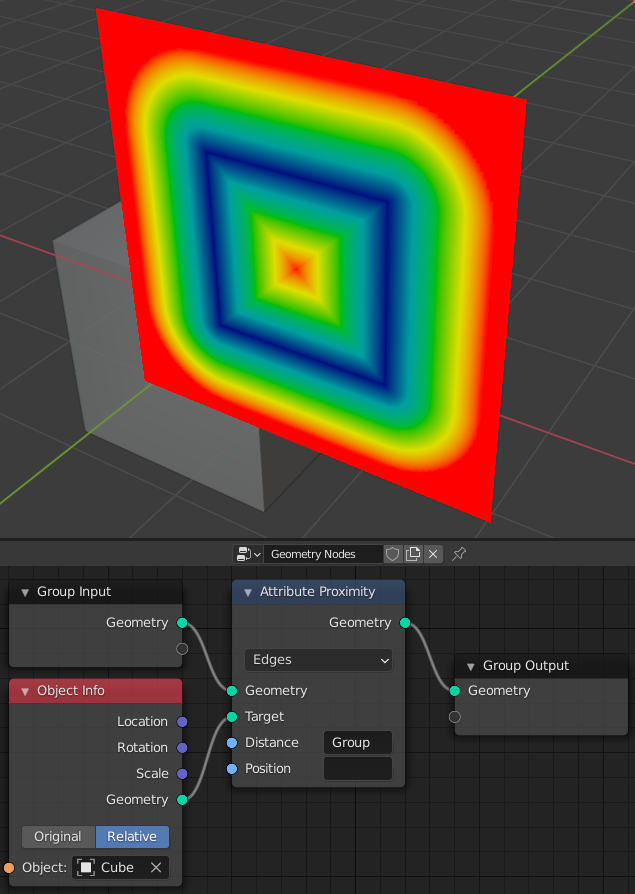 Geometry Nodes
Group Input
Geometry
Object Info
Location
Rotation
Scale
Geometry
Original Relative
Object: Cube
Attribute Proximity
Geometry
Edges
Geometry
Target
Distance Group
Position
Group Output
Geometry